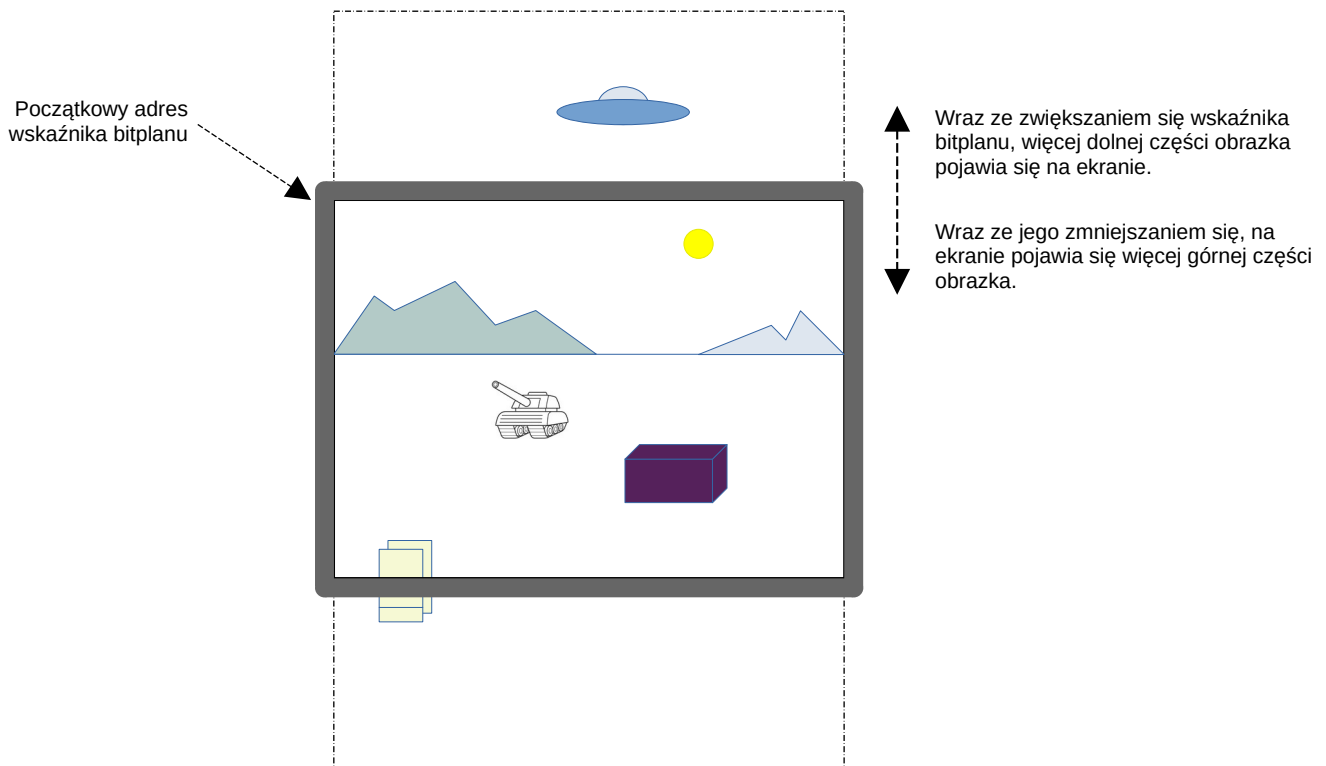 Początkowy adres
wskaźnika bitplanu
Wraz ze zwiększaniem się wskaźnika
bitplanu, więcej dolnej części obrazka
pojawia się na ekranie.
Wraz ze jego zmniejszaniem się, na
ekranie pojawia się więcej górnej części
obrazka.